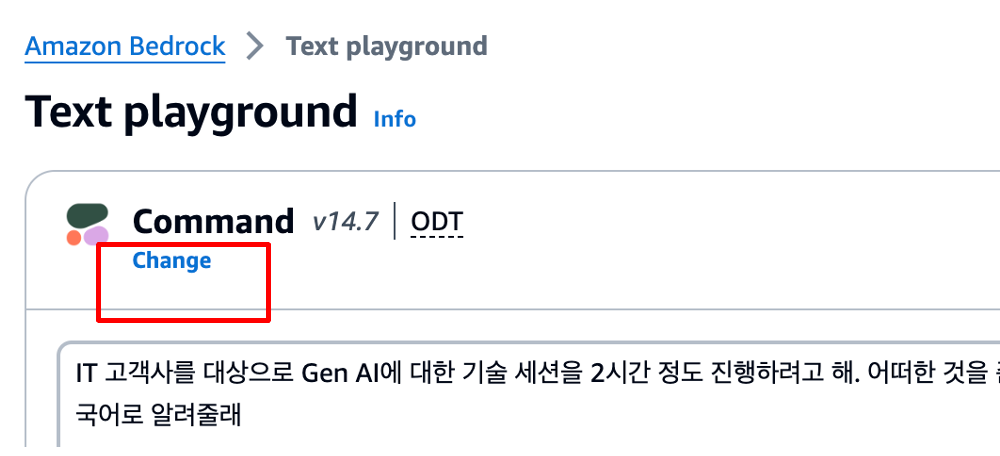 Amazon Bedrock > Text playground
Text playground Info
Command v14.7 | ODT
Change
IT 고객사를 대상으로 Gen AI에 대한 기술 세션을 2시간 정도 진행하려고 해. 어떠한 것을
국어로 알려줄래